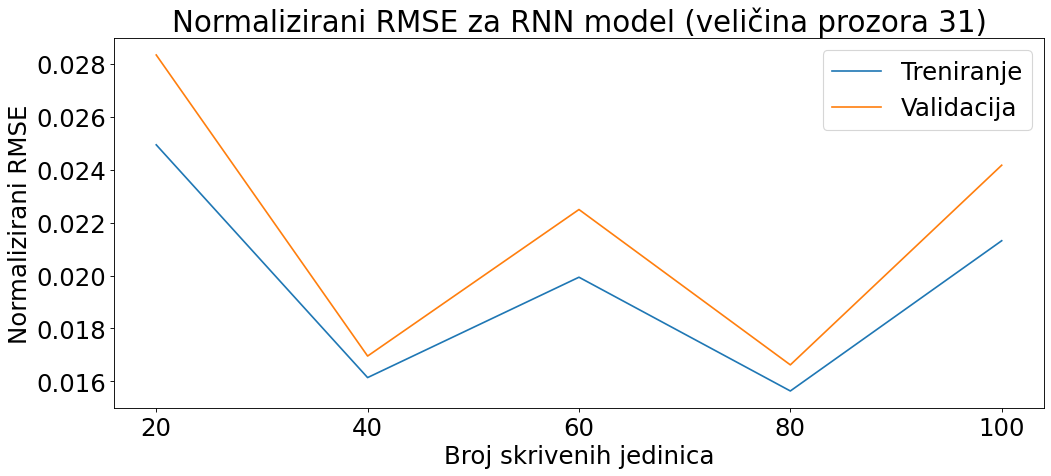 Normalizirani RMSE za RNN model (veličina prozora 31)
Treniranje
Validacija
Normalizirani RMSE
0.028
0.026
0.024
0.022
0.020
0.018
0.016
20 40 60 80 100
Broj skrivenih jedinica